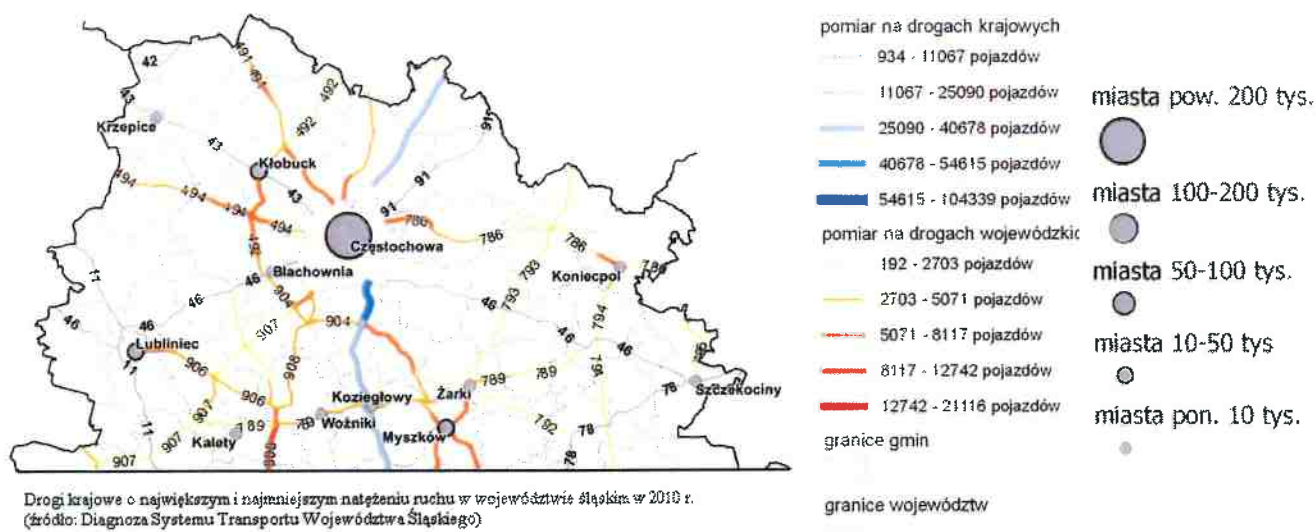 42
491
491
492
43
Krzepice
492
91
43
Kłobuck
43
91
494
494
494
91
786
494
786
Częstochowa
786
Blachownia
46
793
Koniecpol
786
11
46
904
46
793
794
46
907
904
46
46
46
Lubliniec
908
794
11
906
Żarki
789
789
Szczekociny
78
906
Koziegłowy
907
Woźniki
789
789
792
11
Kalety
Myszków
78
907
907
908
78
pomiar na drogach krajowych
934 - 11067 pojazdów
11067 - 25090 pojazdów
25090 - 40678 pojazdów
40678 - 54615 pojazdów
54615 - 104339 pojazdów
pomiar na drogach wojewódzkic
192 - 2703 pojazdów
2703 - 5071 pojazdów
5071 - 8117 pojazdów
8117 - 12742 pojazdów
12742 - 21116 pojazdów
granice gmin
granice województw
miasta pow. 200 tys.
miasta 100-200 tys.
miasta 50-100 tys.
miasta 10-50 tys
miasta pon. 10 tys.
Drogi krajowe o największym i najmniejszym natężeniu ruchu w województwie śląskim w 2010 r.
(źródło: Diagnoza Systemu Transportu Województwa Śląskiego)